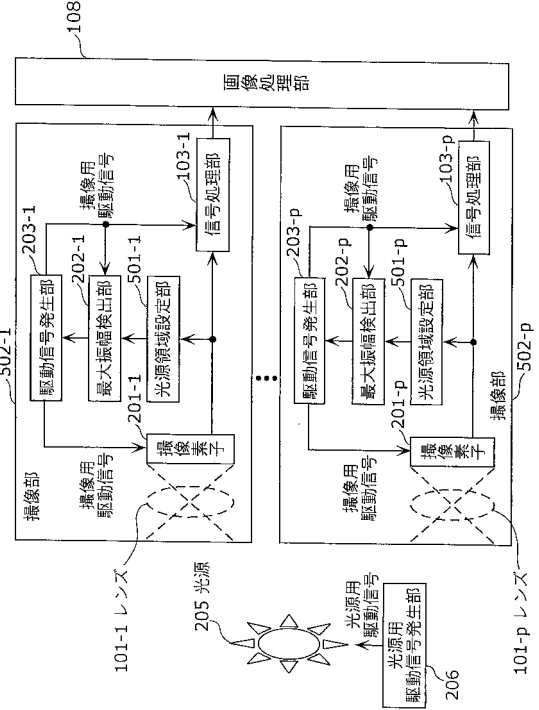 108
画像処理部
502-1
撮像部
203-1
駆動信号発生部
撮像用
駆動信号
202-1
最大振幅検出部
103-1
信号処理部
501-1
光源領域設定部
201-1
撮像素子
撮像用
駆動信号
101-1 レンズ
203-p
駆動信号発生部
撮像用
駆動信号
202-p
最大振幅検出部
103-p
信号処理部
501-p
光源領域設定部
201-p
撮像素子
撮像用
駆動信号
撮像部
502-p
101-p レンズ
205 光源
光源用
駆動信号
光源用
駆動信号発生部
206